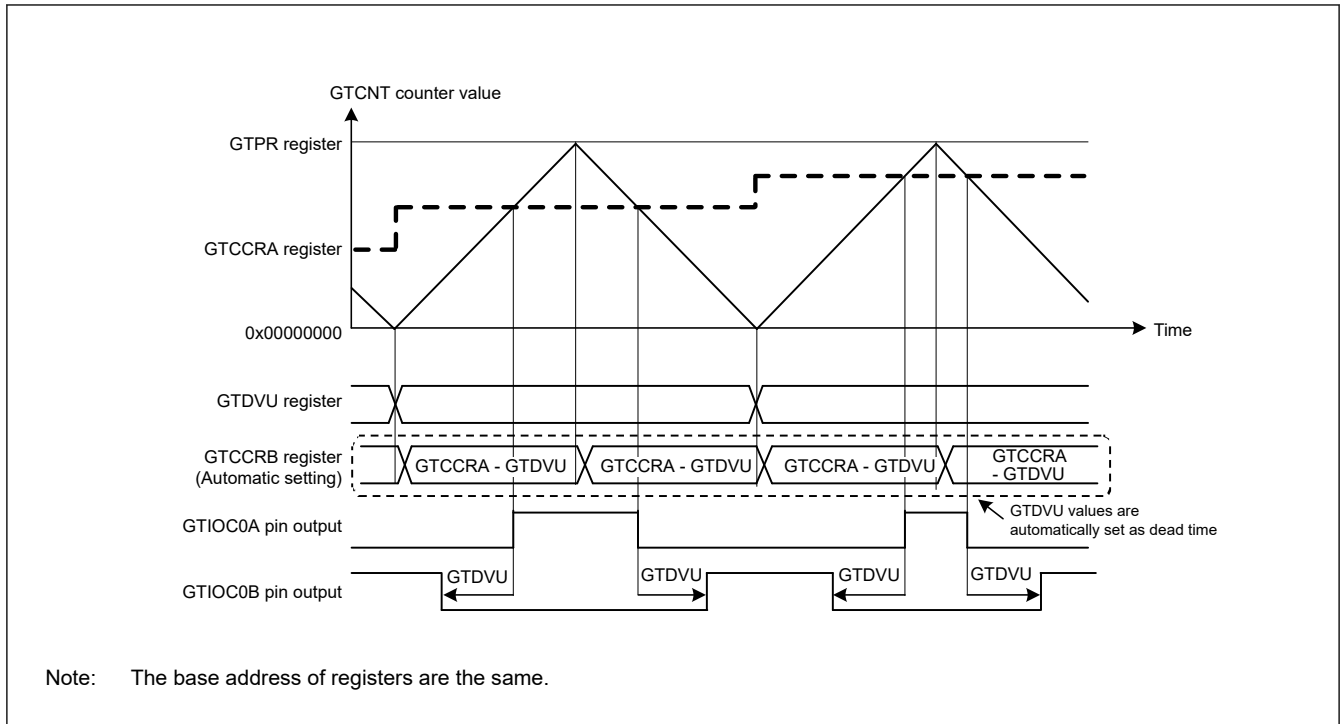 GTCNT counter value
GTPR register
GTCCRA register
0x00000000
Time
GTDVU register
GTCCRB register
(Automatic setting)
GTCCRA - GTDVU
GTCCRA - GTDVU
GTCCRA - GTDVU
GTCCRA
- GTDVU
GTDVU values are
automatically set as dead time
GTIOC0A pin output
GTIOC0B pin output
GTDVU
GTDVU
GTDVU
GTDVU
Note: The base address of registers are the same.